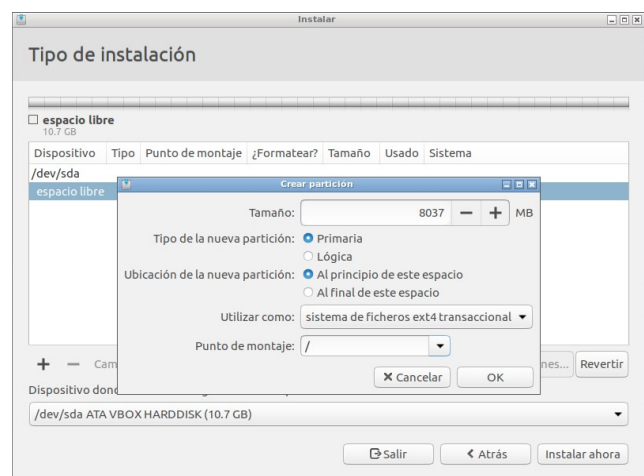 Instalar
Tipo de instalación
espacio libre
10.7 GB
Dispositivo Tipo Punto de montaje ¿Formatear? Tamaño Usado Sistema
/dev/sda
espacio libre
Crear partición
Tamaño: 8037 MB
Tipo de la nueva partición: Primaria
Lógica
Ubicación de la nueva partición: Al principio de este espacio
Al final de este espacio
Utilizar como: sistema de ficheros ext4 transaccional
Punto de montaje: /
Cancelar OK
Revertir
/dev/sda ATA VBOX HARDDISK (10.7 GB)
Salir Atrás Instalar ahora